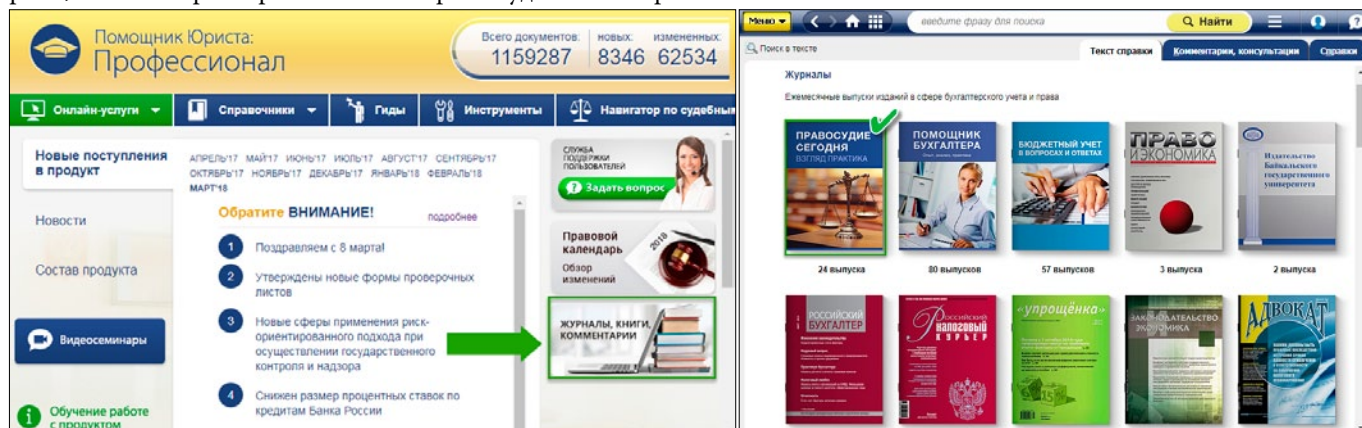 Помощник Юриста:
Профессионал
Всего документов: новых: измененных:
1159287 8346 62534
Онлайн-услуги
Справочники
Гиды
Инструменты
Навигатор по судебным
Новые поступления
в продукт
Новости
Состав продукта
Видеосеминары
Обучение работе
с продуктом
АПРЕЛЬ'17 МАЙ'17 ИЮНЬ'17 ИЮЛЬ'17 АВГУСТ'17 СЕНТЯБРЬ'17
ОКТЯБРЬ'17 НОЯБРЬ'17 ДЕКАБРЬ'17 ЯНВАРЬ'18 ФЕВРАЛЬ'18
МАРТ'18
Обратите ВНИМАНИЕ! подробнее
1 Поздравляем с 8 марта!
2 Утверждены новые формы проверочных
листов
3 Новые сферы применения риск-
ориентированного подхода при
осуществлении государственного
контроля и надзора
4 Снижен размер процентных ставок по
кредитам Банка России
СЛУЖБА
ПОДДЕРЖКИ
ПОЛЬЗОВАТЕЛЕЙ
Задать вопрос
Правовой
календарь 2018
Обзор
изменений
ЖУРНАЛЫ, КНИГИ,
КОММЕНТАРИИ
Меню
введите фразу для поиска
Найти
Поиск в тексте
Текст справки
Комментарии, консультации
Справки
Журналы
Ежемесячные выпуски изданий в сфере бухгалтерского учета и права
ПРАВОСУДИЕ
СЕГОДНЯ
ВЗГЛЯД ПРАКТИКА
24 выпуска
ПОМОЩНИК
БУХГАЛТЕРА
80 выпусков
БЮДЖЕТНЫЙ УЧЕТ
В ВОПРОСАХ И ОТВЕТАХ
57 выпусков
ПРАВО
И ЭКОНОМИКА
3 выпуска
Издательство
Байкальского
государственного
университета
2 выпуска
РОССИЙСКИЙ
БУХГАЛТЕР
РОССИЙСКИЙ
НАЛОГОВЫЙ
КУРЬЕР
«упрощёнка»
ЗАКОНОДАТЕЛЬСТВО
ЭКОНОМИКА
АДВОКАТ